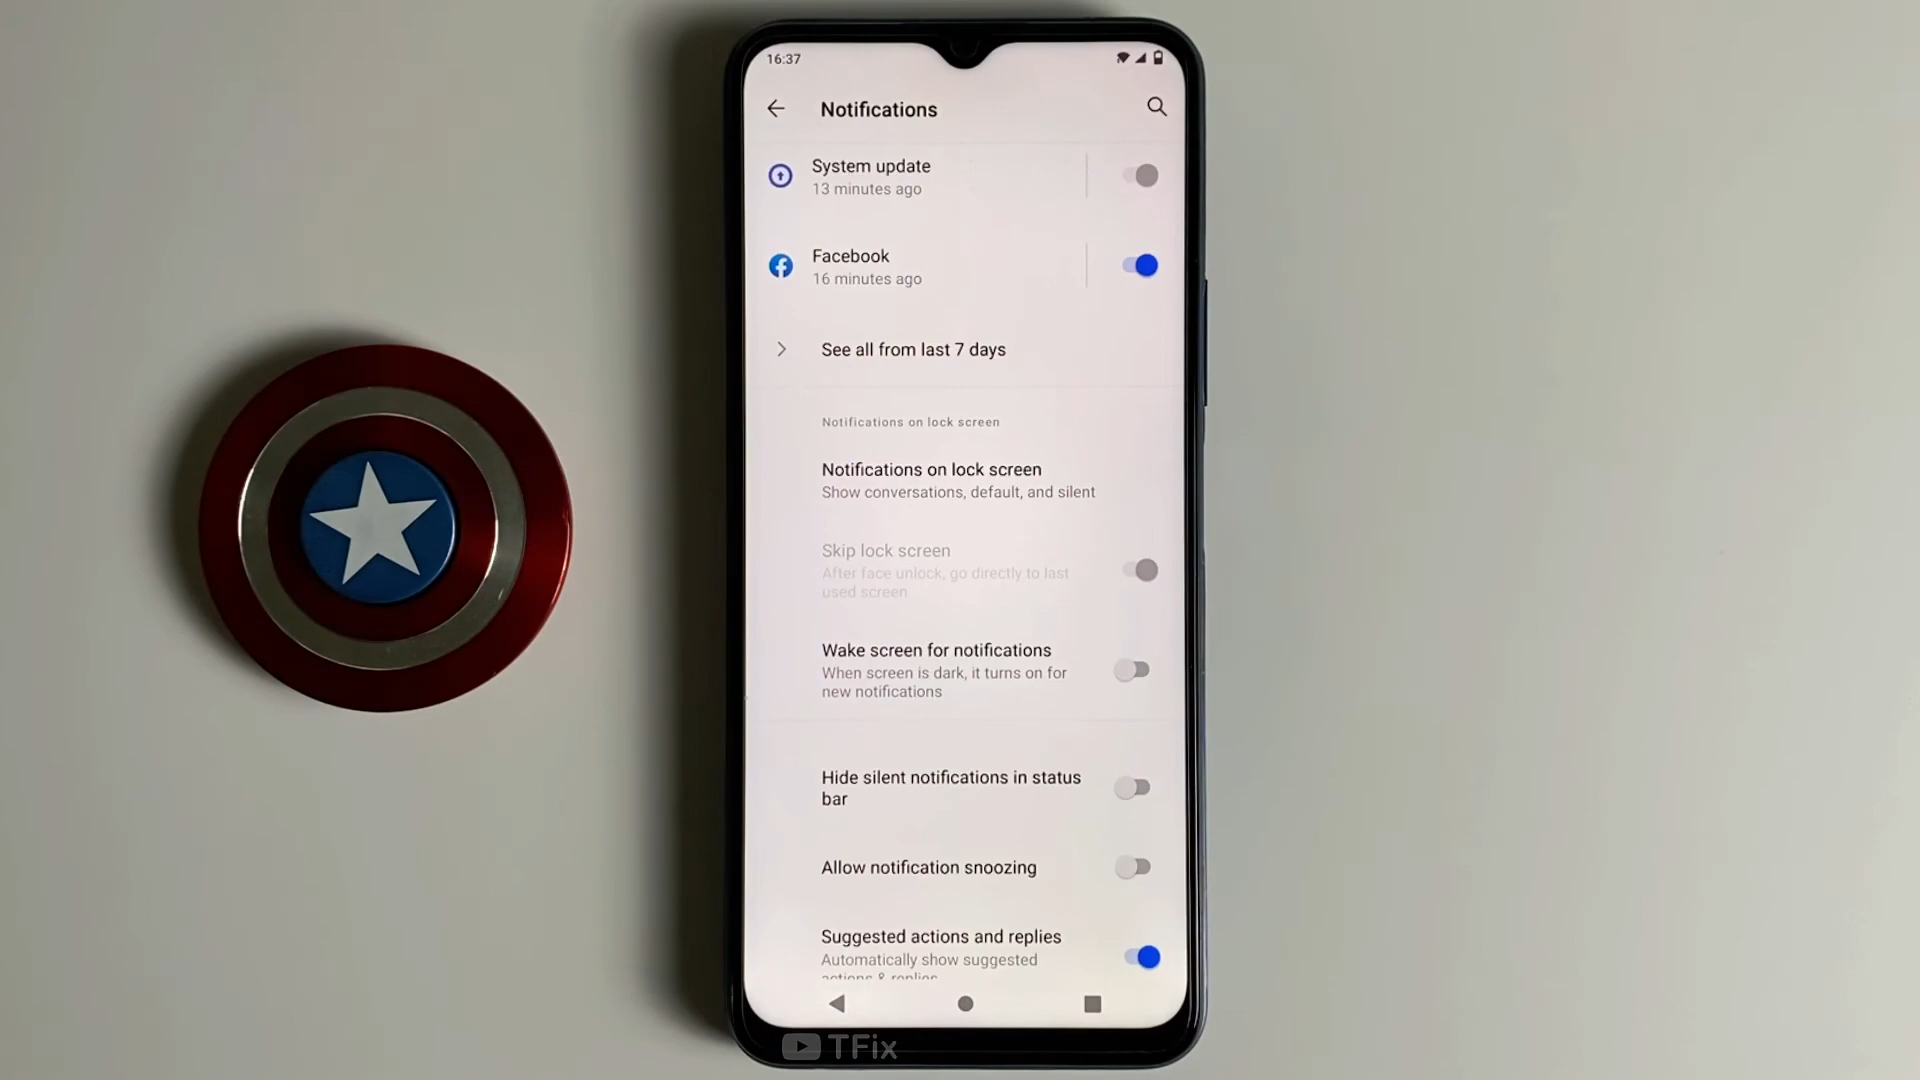 16:37
Notifications
System update
13 minutes ago
Facebook
16 minutes ago
See all from last 7 days
Notifications on lock screen
Notifications on lock screen
Show conversations, default, and silent
Skip lock screen
After face unlock, go directly to last
used screen
Wake screen for notifications
When screen is dark, it turns on for
new notifications
Hide silent notifications in status
bar
Allow notification snoozing
Suggested actions and replies
Automatically show suggested
actions & replies
TFix